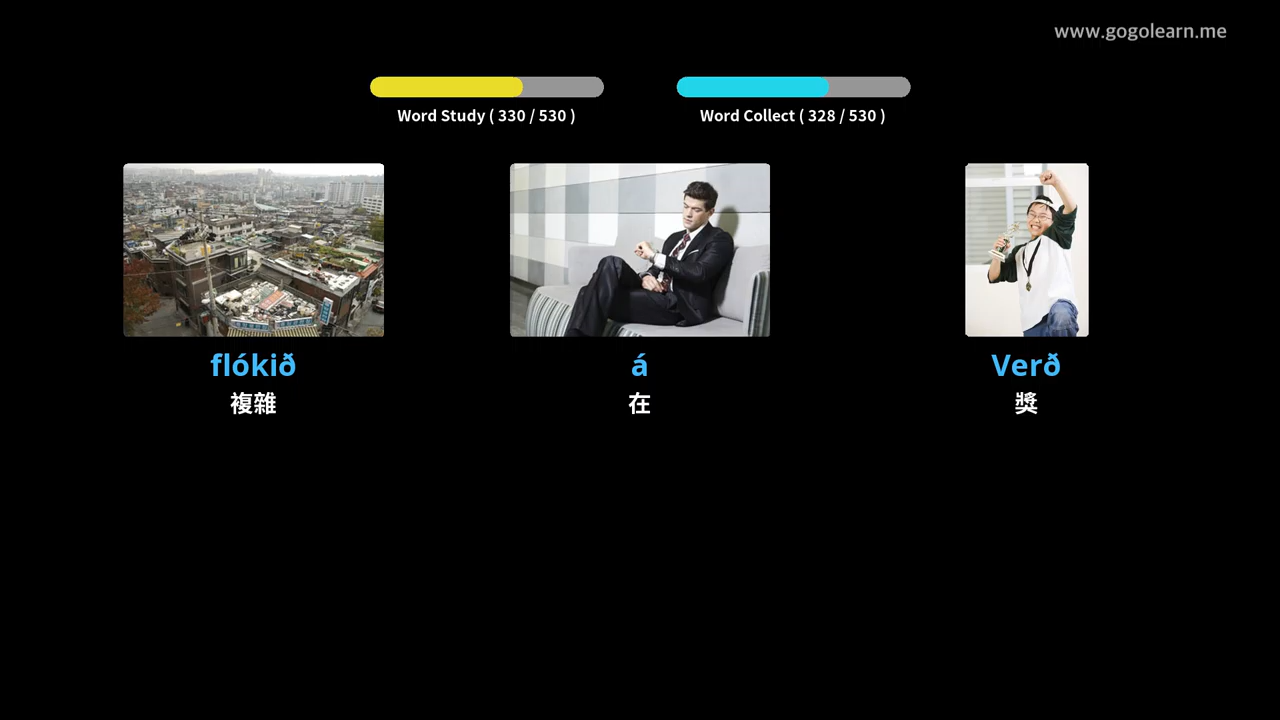 www.gogolearn.me
Word Study ( 330 / 530 )
Word Collect ( 328 / 530 )
flókið
複雜
á
在
Verð
獎